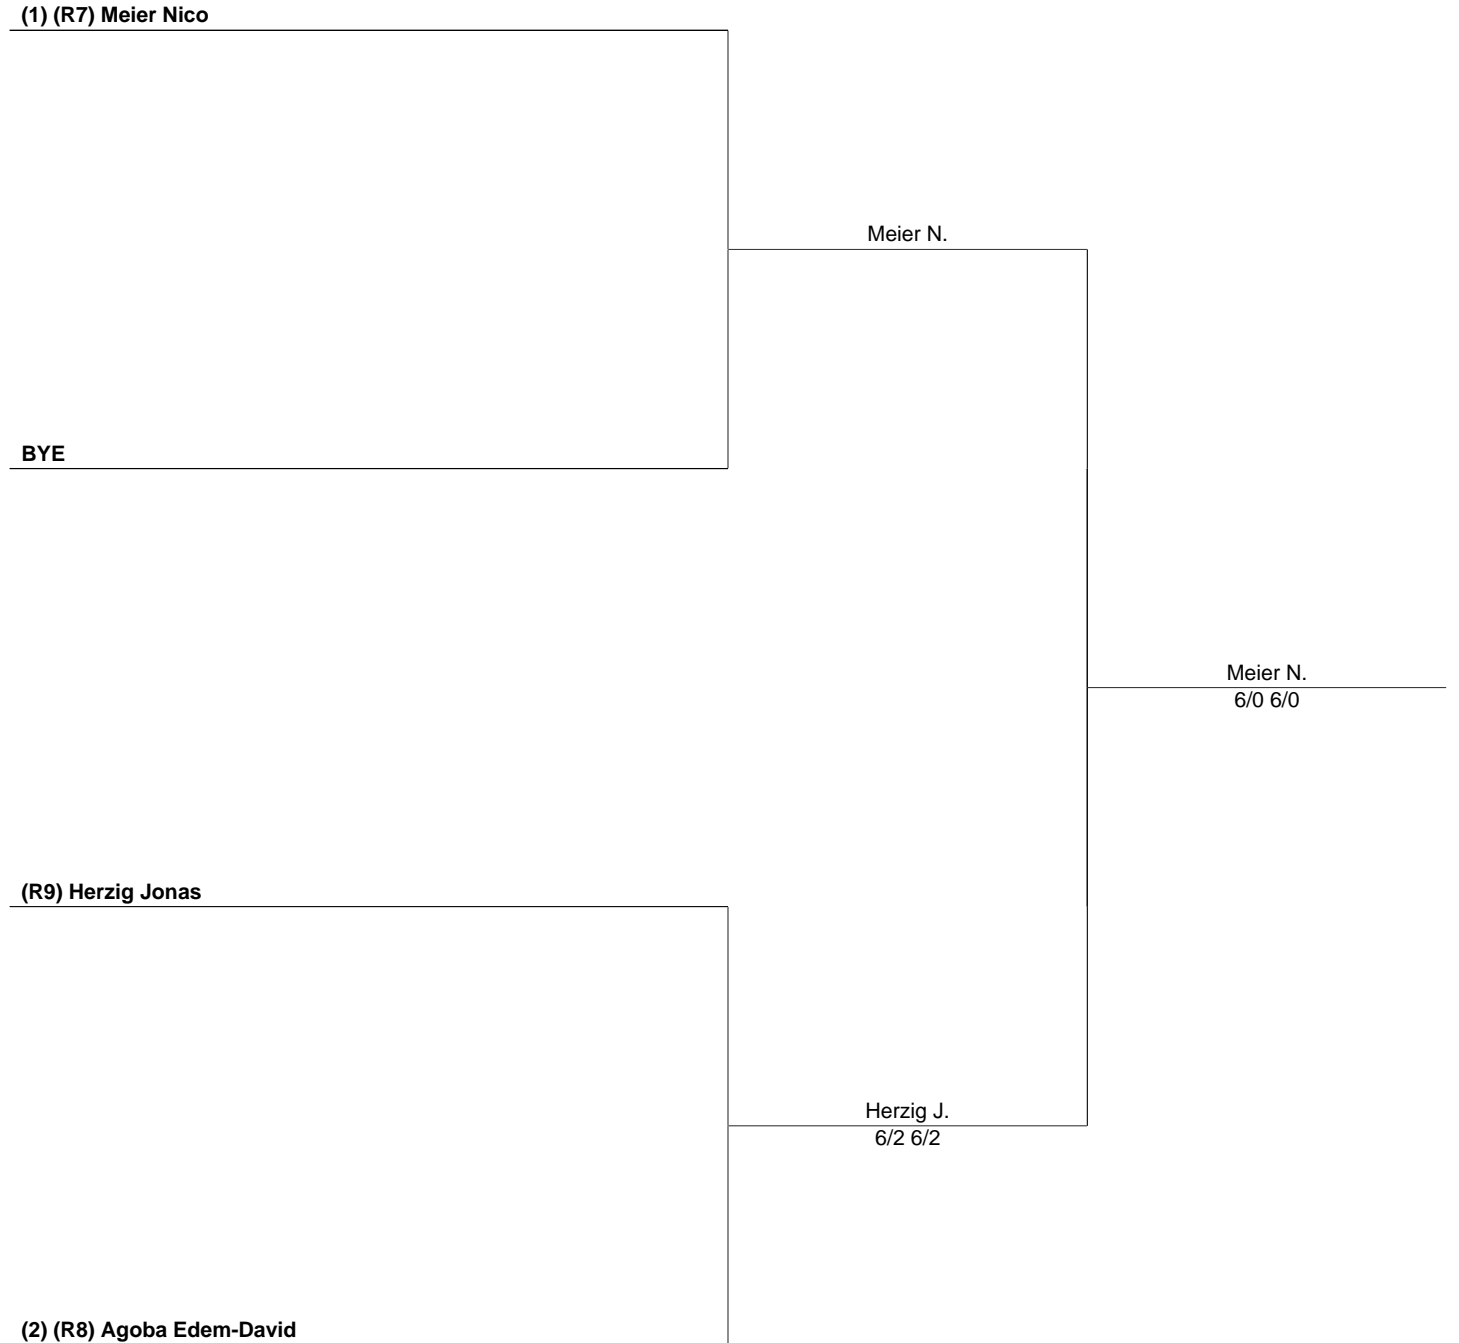 (1) (R7) Meier Nico
Meier N.
BYE
Meier N.
6/0 6/0
(R9) Herzig Jonas
Herzig J.
6/2 6/2
(2) (R8) Agoba Edem-David